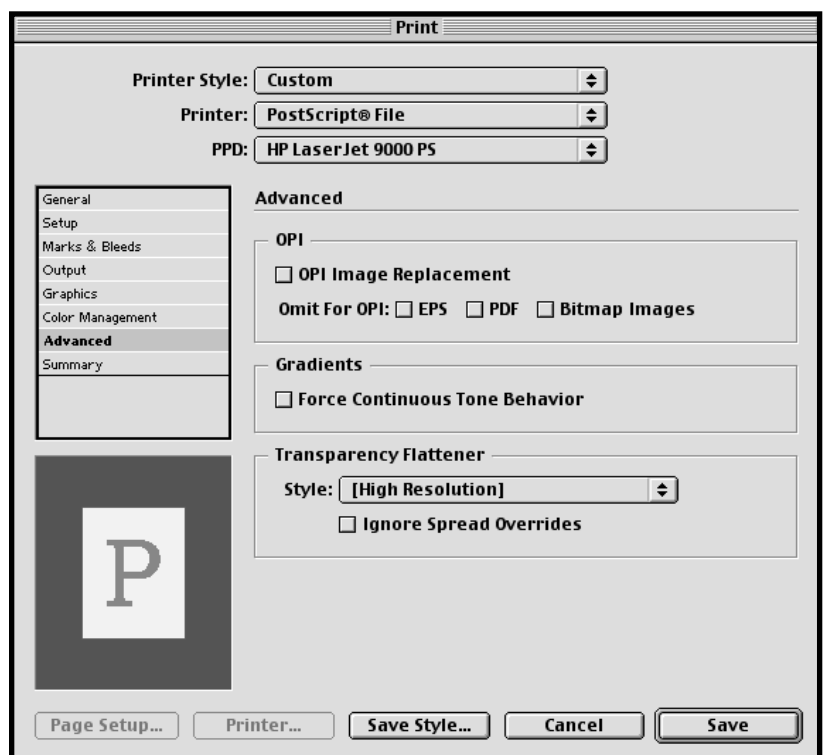 Print
Printer Style: Custom
Printer: PostScript® File
PPD: HP LaserJet 9000 PS
General
Setup
Marks & Bleeds
Output
Graphics
Color Management
Advanced
Summary
Advanced
OPI
OPI Image Replacement
Omit For OPI: EPS PDF Bitmap Images
Gradients
Force Continuous Tone Behavior
Transparency Flattener
Style: [High Resolution]
Ignore Spread Overrides
P
Page Setup... Printer... Save Style... Cancel Save